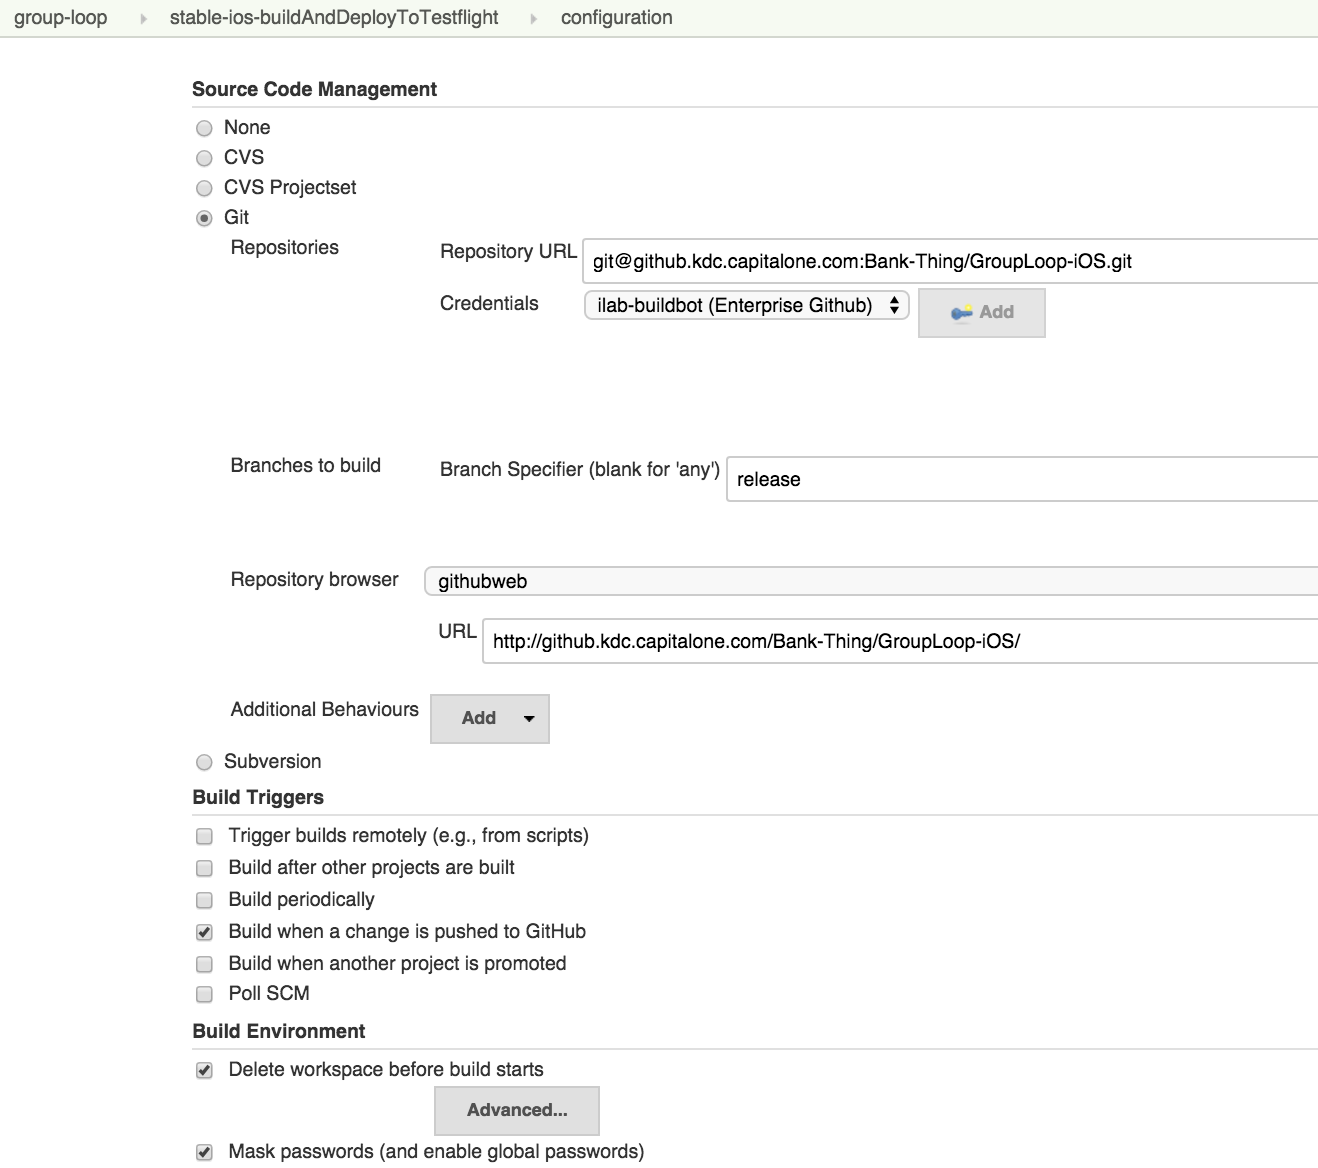 group-loop stable-ios-buildAndDeployToTestflight configuration
Source Code Management
None
CVS
CVS Projectset
Git
Repositories Repository URL git@github.kdc.capitalone.com:Bank-Thing/GroupLoop-iOS.git
Credentials ilab-buildbot (Enterprise Github) Add
Branches to build Branch Specifier (blank for 'any') release
Repository browser githubweb
URL http://github.kdc.capitalone.com/Bank-Thing/GroupLoop-iOS/
Additional Behaviours Add
Subversion
Build Triggers
Trigger builds remotely (e.g., from scripts)
Build after other projects are built
Build periodically
Build when a change is pushed to GitHub
Build when another project is promoted
Poll SCM
Build Environment
Delete workspace before build starts
Advanced...
Mask passwords (and enable global passwords)